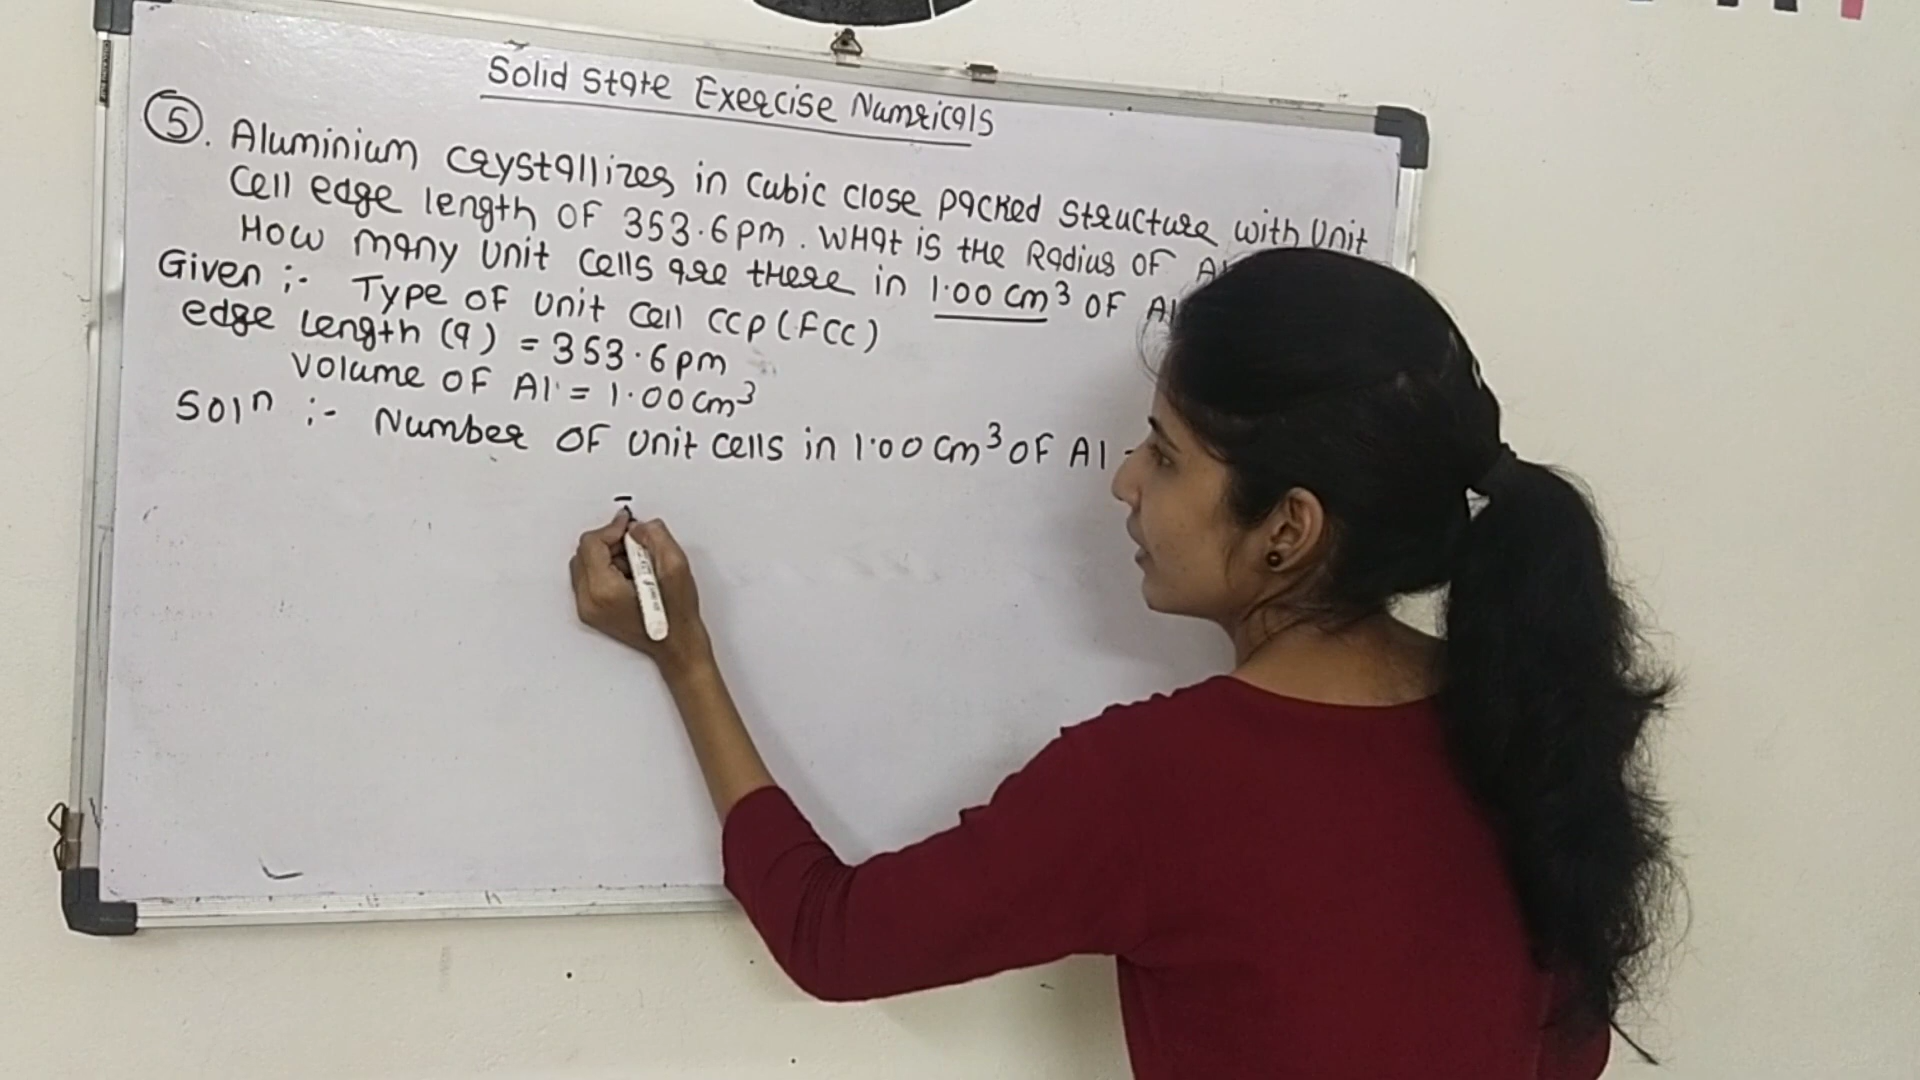 Solid State Exercise Numericals
⑤. Aluminium crystallizes in cubic close packed structure with Unit
Cell edge length OF 353.6pm. WHat is tHe Radius OF
How many Unit cells are tHere in 1.00 cm³ OF Al
Given :- Type OF Unit Cell CCP (FCC)
edge Length (a) = 353.6pm
Volume OF Al = 1.00cm³
Solⁿ :- Number OF Unit cells in 1.00 cm³ OF Al